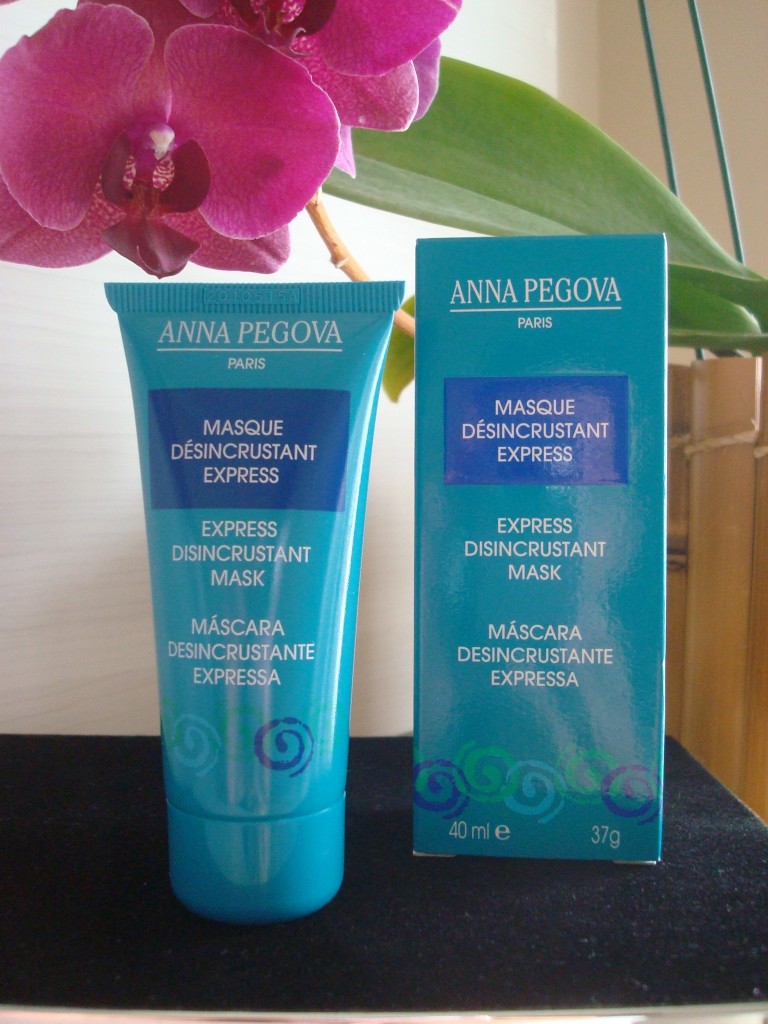 ANNA PEGOVA
PARIS
MASQUE
DÉSINCRUSTANT
EXPRESS
EXPRESS
DISINCRUSTANT
MASK
MÁSCARA
DESINCRUSTANTE
EXPRESSA
ANNA PEGOVA
PARIS
MASQUE
DÉSINCRUSTANT
EXPRESS
EXPRESS
DISINCRUSTANT
MASK
MÁSCARA
DESINCRUSTANTE
EXPRESSA
40 ml e 37g